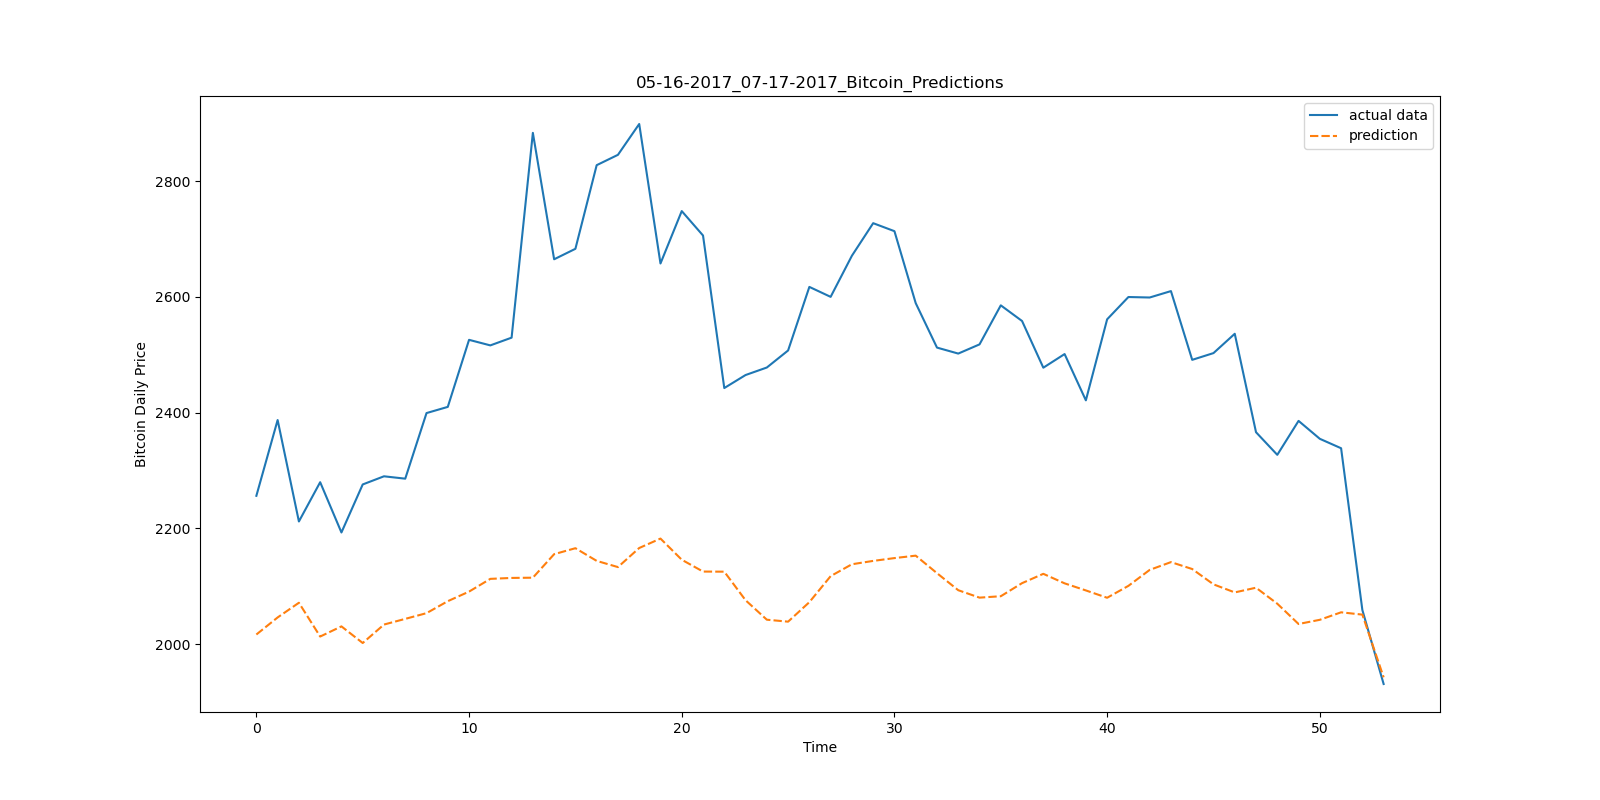 05-16-2017_07-17-2017_Bitcoin_Predictions
actual data
prediction
Bitcoin Daily Price
2800
2600
2400
2200
2000
0 10 20 30 40 50
Time